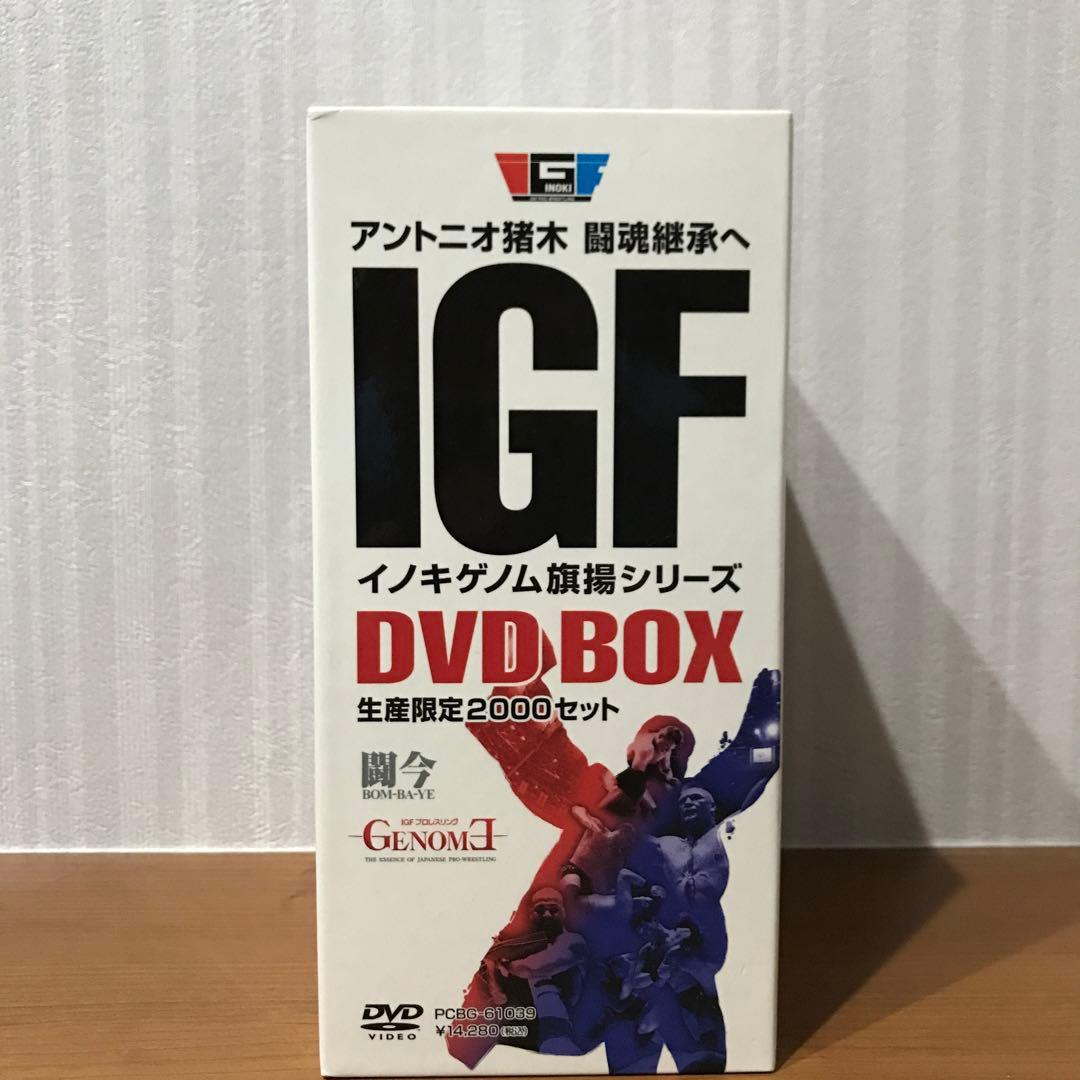 IGF
INOKI
アントニオ猪木 闘魂継承へ
IGF
イノキゲノム旗揚シリーズ
DVD BOX
生産限定2000セット
闘今
BOM-BA-YE
IGF プロレスリング
GENOME
THE ESSENCE OF JAPANESE PRO-WRESTLING
DVD
VIDEO
PCBG-61039
¥14,280(税込)